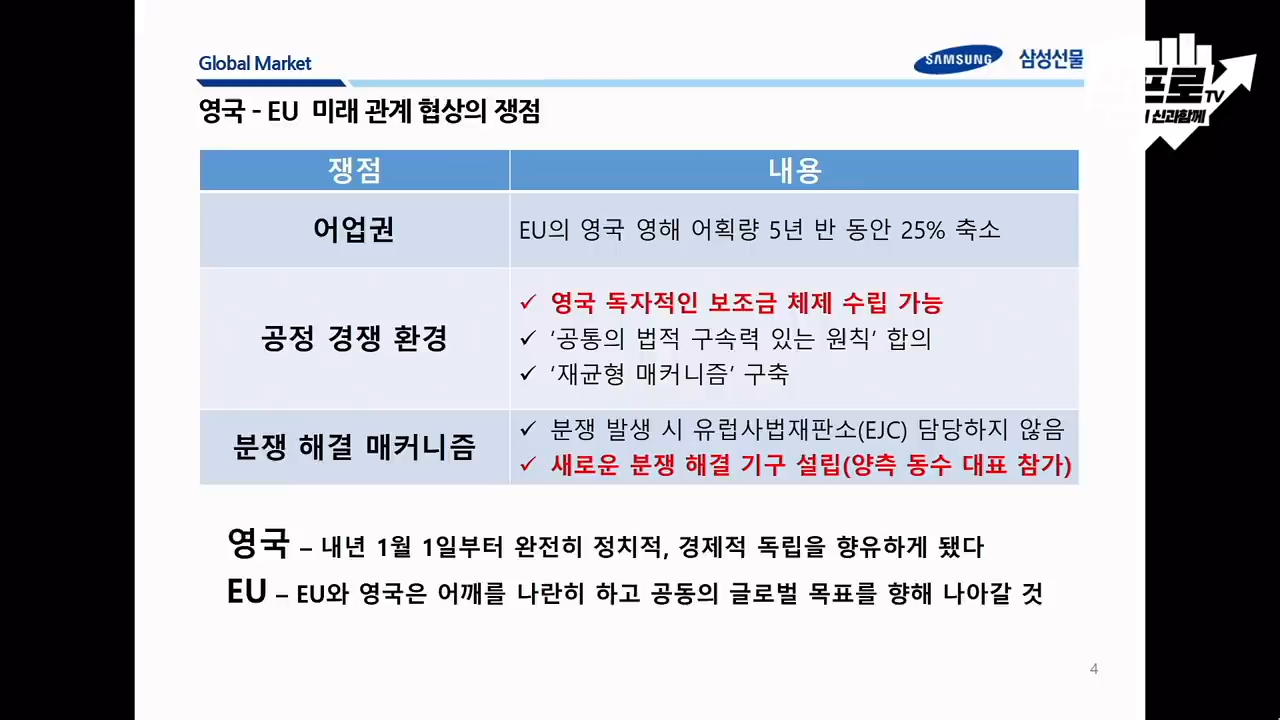 Global Market
SAMSUNG 삼성선물
프로TV
신과함께
영국 - EU 미래 관계 협상의 쟁점
쟁점 내용
어업권 EU의 영국 영해 어획량 5년 반 동안 25% 축소
공정 경쟁 환경
✓ 영국 독자적인 보조금 체제 수립 가능
✓ ‘공통의 법적 구속력 있는 원칙’ 합의
✓ ‘재균형 매커니즘’ 구축
분쟁 해결 매커니즘
✓ 분쟁 발생 시 유럽사법재판소(EJC) 담당하지 않음
✓ 새로운 분쟁 해결 기구 설립(양측 동수 대표 참가)
영국 – 내년 1월 1일부터 완전히 정치적, 경제적 독립을 향유하게 됐다
EU – EU와 영국은 어깨를 나란히 하고 공동의 글로벌 목표를 향해 나아갈 것
4